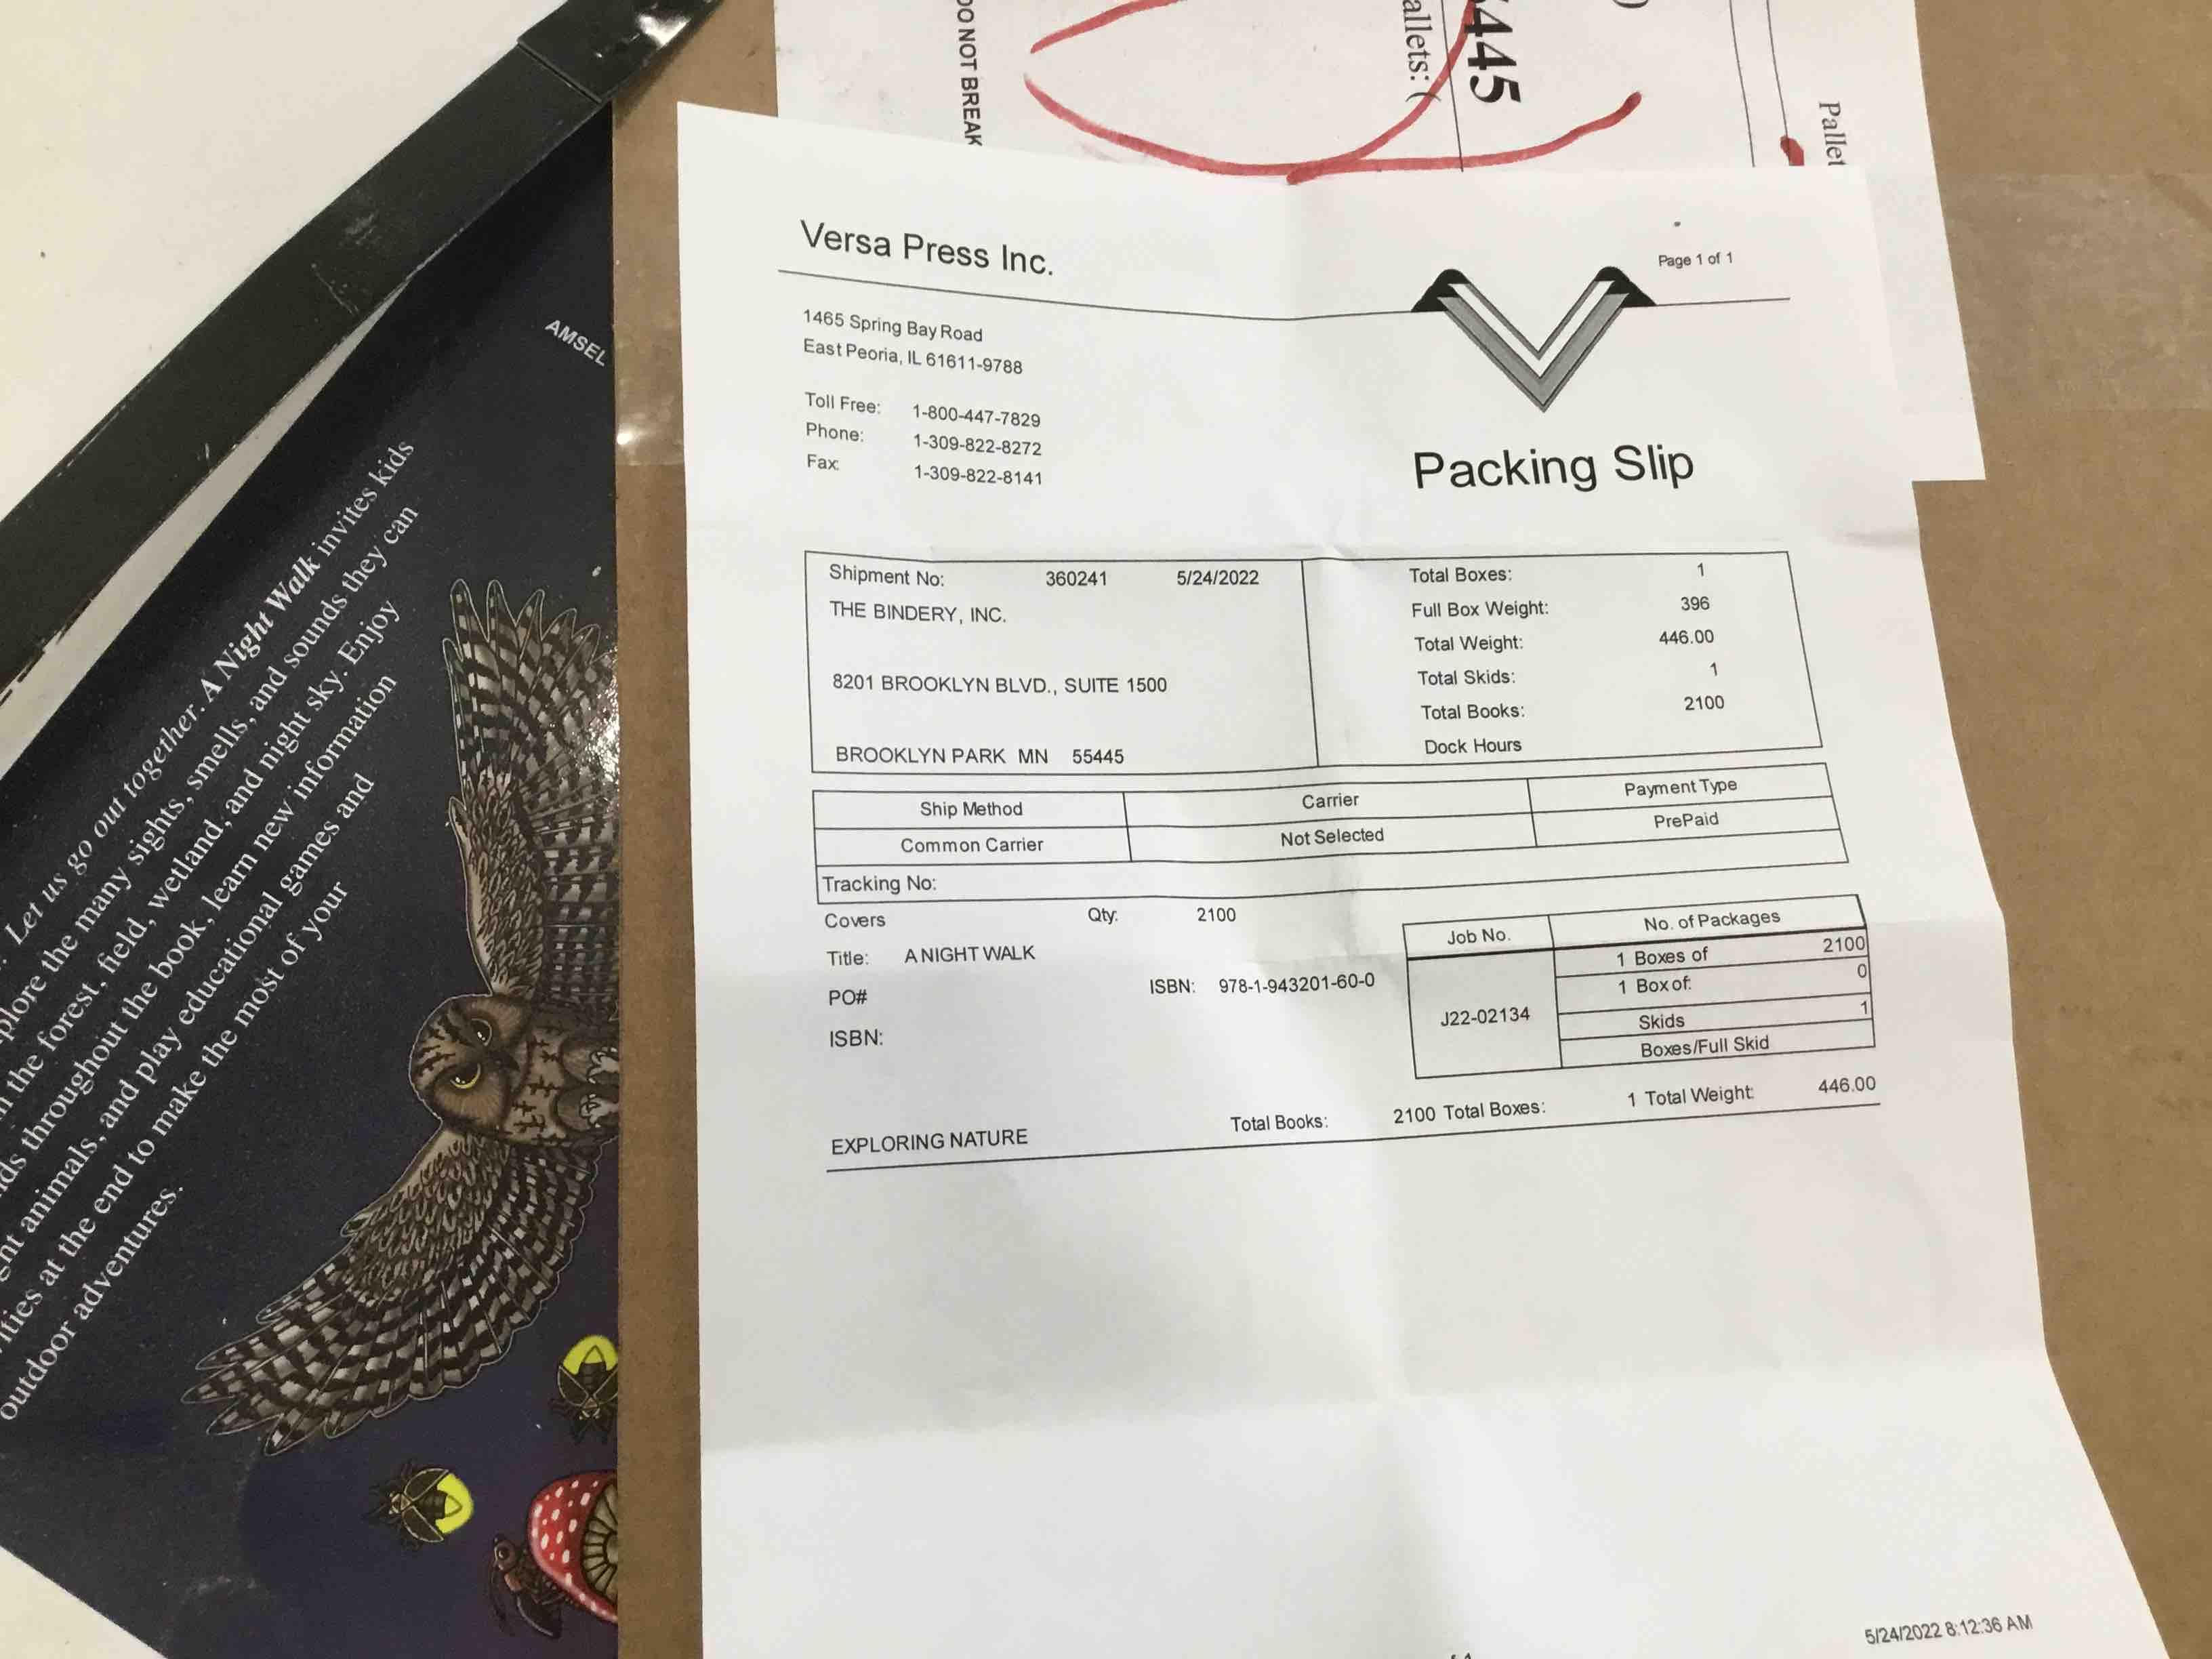 DO NOT BREAK
allets: (
445
)
Pallet
Versa Press Inc.
Page 1 of 1
1465 Spring Bay Road
East Peoria, IL 61611-9788
Toll Free: 1-800-447-7829
Phone: 1-309-822-8272
Fax: 1-309-822-8141
Packing Slip
Shipment No: 360241 5/24/2022
THE BINDERY, INC.
8201 BROOKLYN BLVD., SUITE 1500
BROOKLYN PARK MN 55445
Total Boxes: 1
Full Box Weight: 396
Total Weight: 446.00
Total Skids: 1
Total Books: 2100
Dock Hours
Ship Method Carrier Payment Type
Common Carrier Not Selected PrePaid
Tracking No:
Covers Qty: 2100
Title: A NIGHT WALK
PO# ISBN: 978-1-943201-60-0
ISBN:
Job No. No. of Packages
J22-02134
1 Boxes of 2100
1 Box of: 0
Skids 1
Boxes/Full Skid
EXPLORING NATURE Total Books: 2100 Total Boxes: 1 Total Weight: 446.00
5/24/2022 8:12:36 AM
AMSEL
. Let us go out together. A Night Walk invites kids
plore the many sights, smells, and sounds they can
n the forest, field, wetland, and night sky. Enjoy
ds throughout the book, learn new information
ght animals, and play educational games and
ities at the end to make the most of your
outdoor adventures.